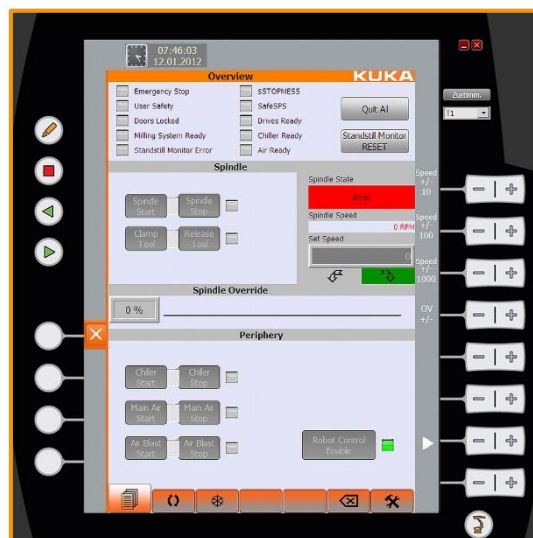 07:46:03
12.01.2012
Overview
KUKA
Emergency Stop
sSTOPMESS
User Safety
SafeSPS
Doors Locked
Drives Ready
Milling System Ready
Chiller Ready
Standstill Monitor Error
Air Ready
Quit Al
Standstill Monitor
RESET
Zustimm.
T1
Spindle
Spindle
Start
Spindle
Stop
Clamp
Tool
Release
Tool
Spindle State
Error
Spindle Speed
0 RPM
Set Speed
0
Speed
+/-
10
Speed
+/-
100
Speed
+/-
1000
OV
+/-
Spindle Override
0 %
Periphery
Chiller
Start
Chiller
Stop
Main Air
Start
Main Air
Stop
Air Blast
Start
Air Blast
Stop
Robot Control
Enable